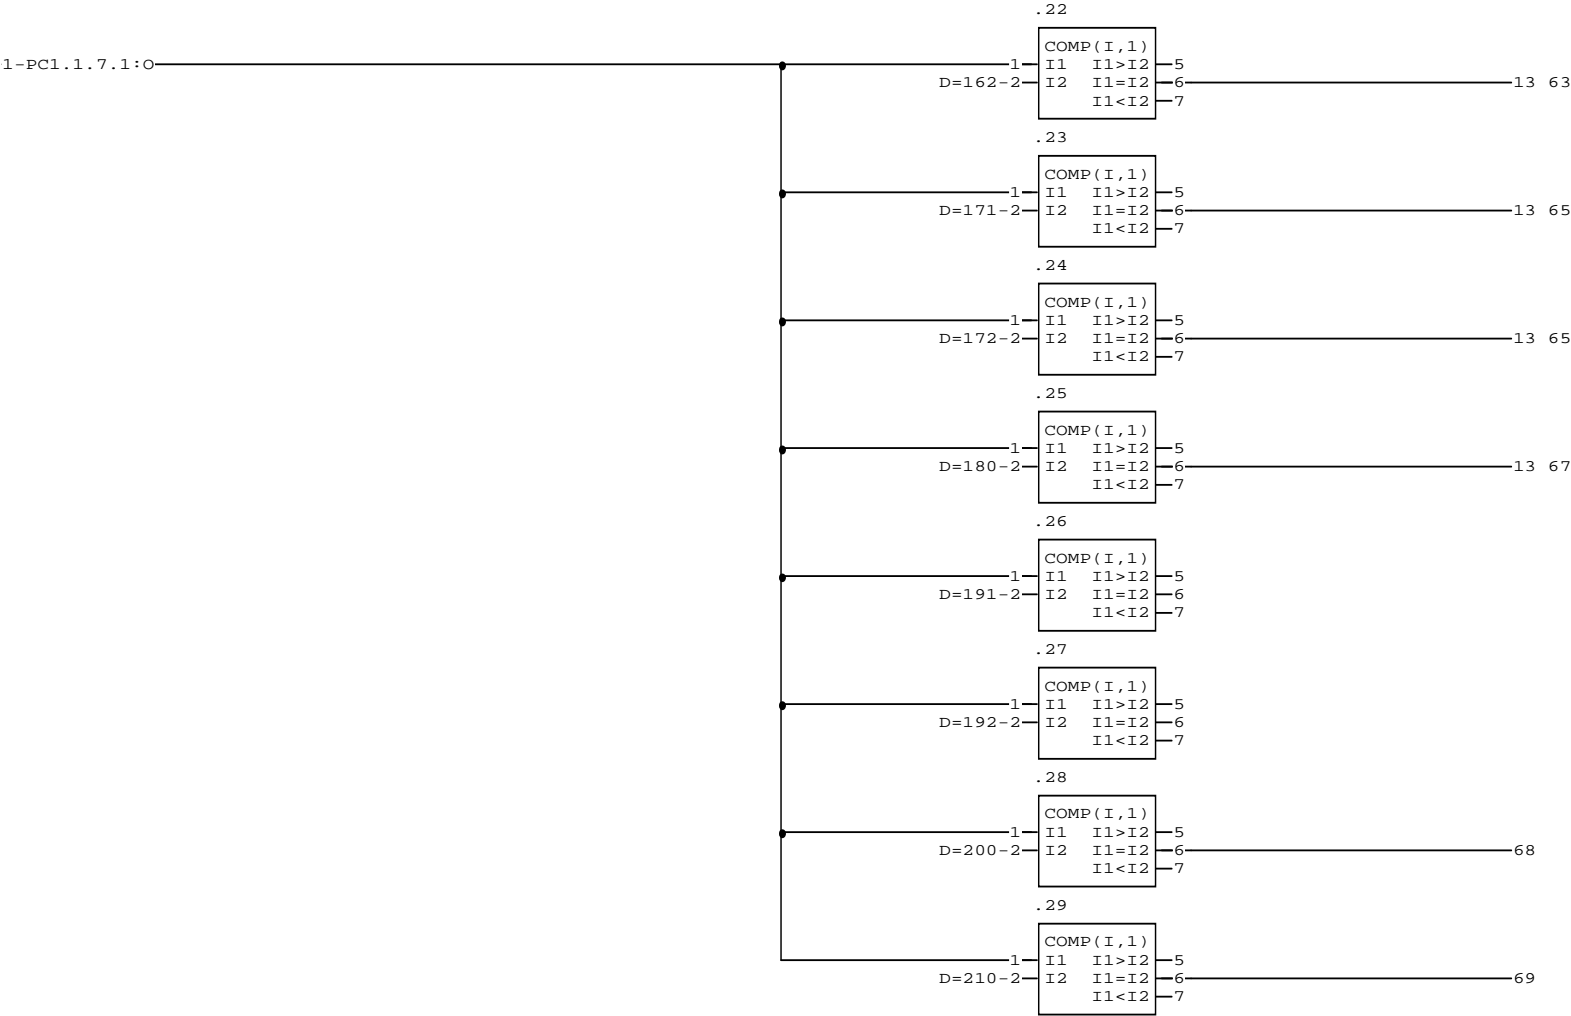 .22
COMP(I,1)
1-PC1.1.7.1:O 1 I1 I1>I2 5
D=162-2 I2 I1=I2 6 13 63
I1<I2 7
.23
COMP(I,1)
1 I1 I1>I2 5
D=171-2 I2 I1=I2 6 13 65
I1<I2 7
.24
COMP(I,1)
1 I1 I1>I2 5
D=172-2 I2 I1=I2 6 13 65
I1<I2 7
.25
COMP(I,1)
1 I1 I1>I2 5
D=180-2 I2 I1=I2 6 13 67
I1<I2 7
.26
COMP(I,1)
1 I1 I1>I2 5
D=191-2 I2 I1=I2 6
I1<I2 7
.27
COMP(I,1)
1 I1 I1>I2 5
D=192-2 I2 I1=I2 6
I1<I2 7
.28
COMP(I,1)
1 I1 I1>I2 5
D=200-2 I2 I1=I2 6 68
I1<I2 7
.29
COMP(I,1)
1 I1 I1>I2 5
D=210-2 I2 I1=I2 6 69
I1<I2 7